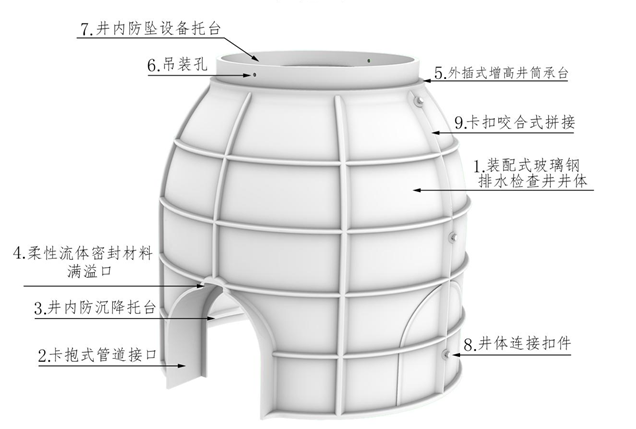 7.井内防坠设备托台
6.吊装孔
5.外插式增高井筒承台
9.卡扣咬合式拼接
1.装配式玻璃钢
排水检查井井体
4.柔性流体密封材料
满溢口
3.井内防沉降托台
2.卡抱式管道接口
8.井体连接扣件